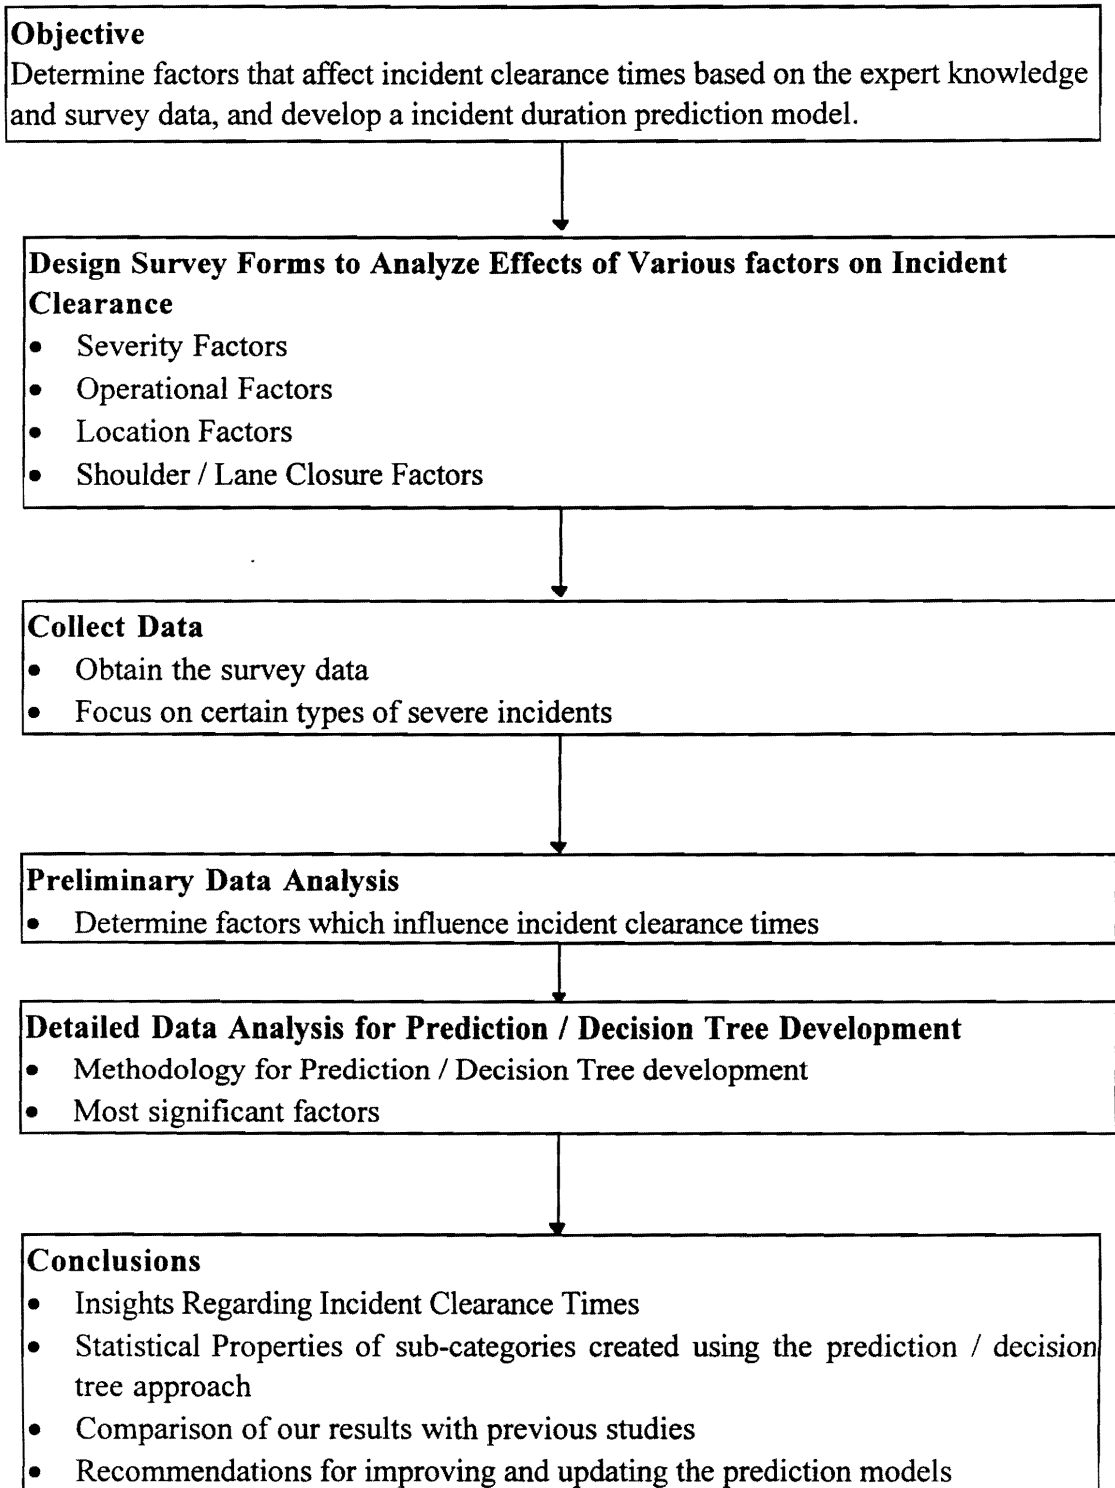 Objective
Determine factors that affect incident clearance times based on the expert knowledge
and survey data, and develop a incident duration prediction model.
Design Survey Forms to Analyze Effects of Various factors on Incident
Clearance
• Severity Factors
• Operational Factors
• Location Factors
• Shoulder / Lane Closure Factors
Collect Data
• Obtain the survey data
• Focus on certain types of severe incidents
Preliminary Data Analysis
• Determine factors which influence incident clearance times
Detailed Data Analysis for Prediction / Decision Tree Development
• Methodology for Prediction / Decision Tree development
• Most significant factors
Conclusions
• Insights Regarding Incident Clearance Times
• Statistical Properties of sub-categories created using the prediction / decision
tree approach
• Comparison of our results with previous studies
• Recommendations for improving and updating the prediction models